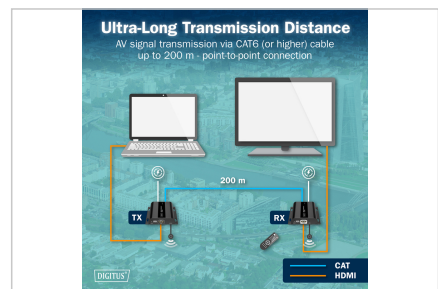 Ultra-Long Transmission Distance
AV signal transmission via CAT6 (or higher) cable
up to 200 m - point-to-point connection
200 m
TX
RX
CAT
HDMI
DIGITUS®